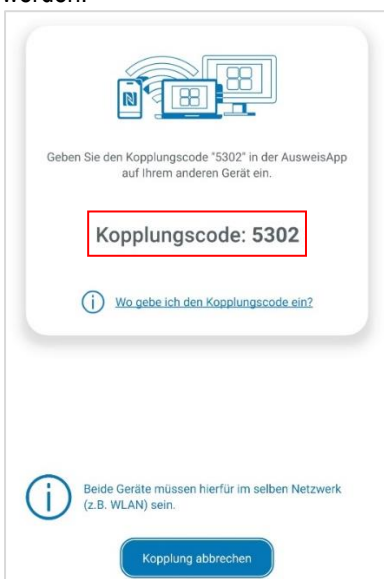 Geben Sie den Kopplungscode "5302" in der AusweisApp
auf Ihrem anderen Gerät ein.
Kopplungscode: 5302
Wo gebe ich den Kopplungscode ein?
Beide Geräte müssen hierfür im selben Netzwerk
(z.B. WLAN) sein.
Kopplung abbrechen